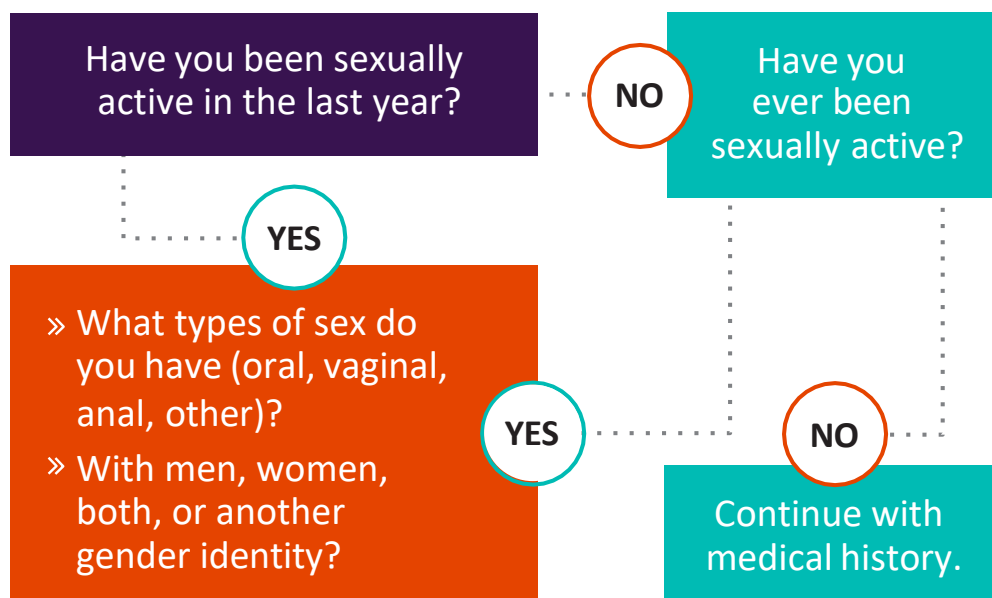 Have you been sexually
active in the last year?
NO
Have you
ever been
sexually active?
YES
» What types of sex do
you have (oral, vaginal,
anal, other)?
» With men, women,
both, or another
gender identity?
YES
NO
Continue with
medical history.